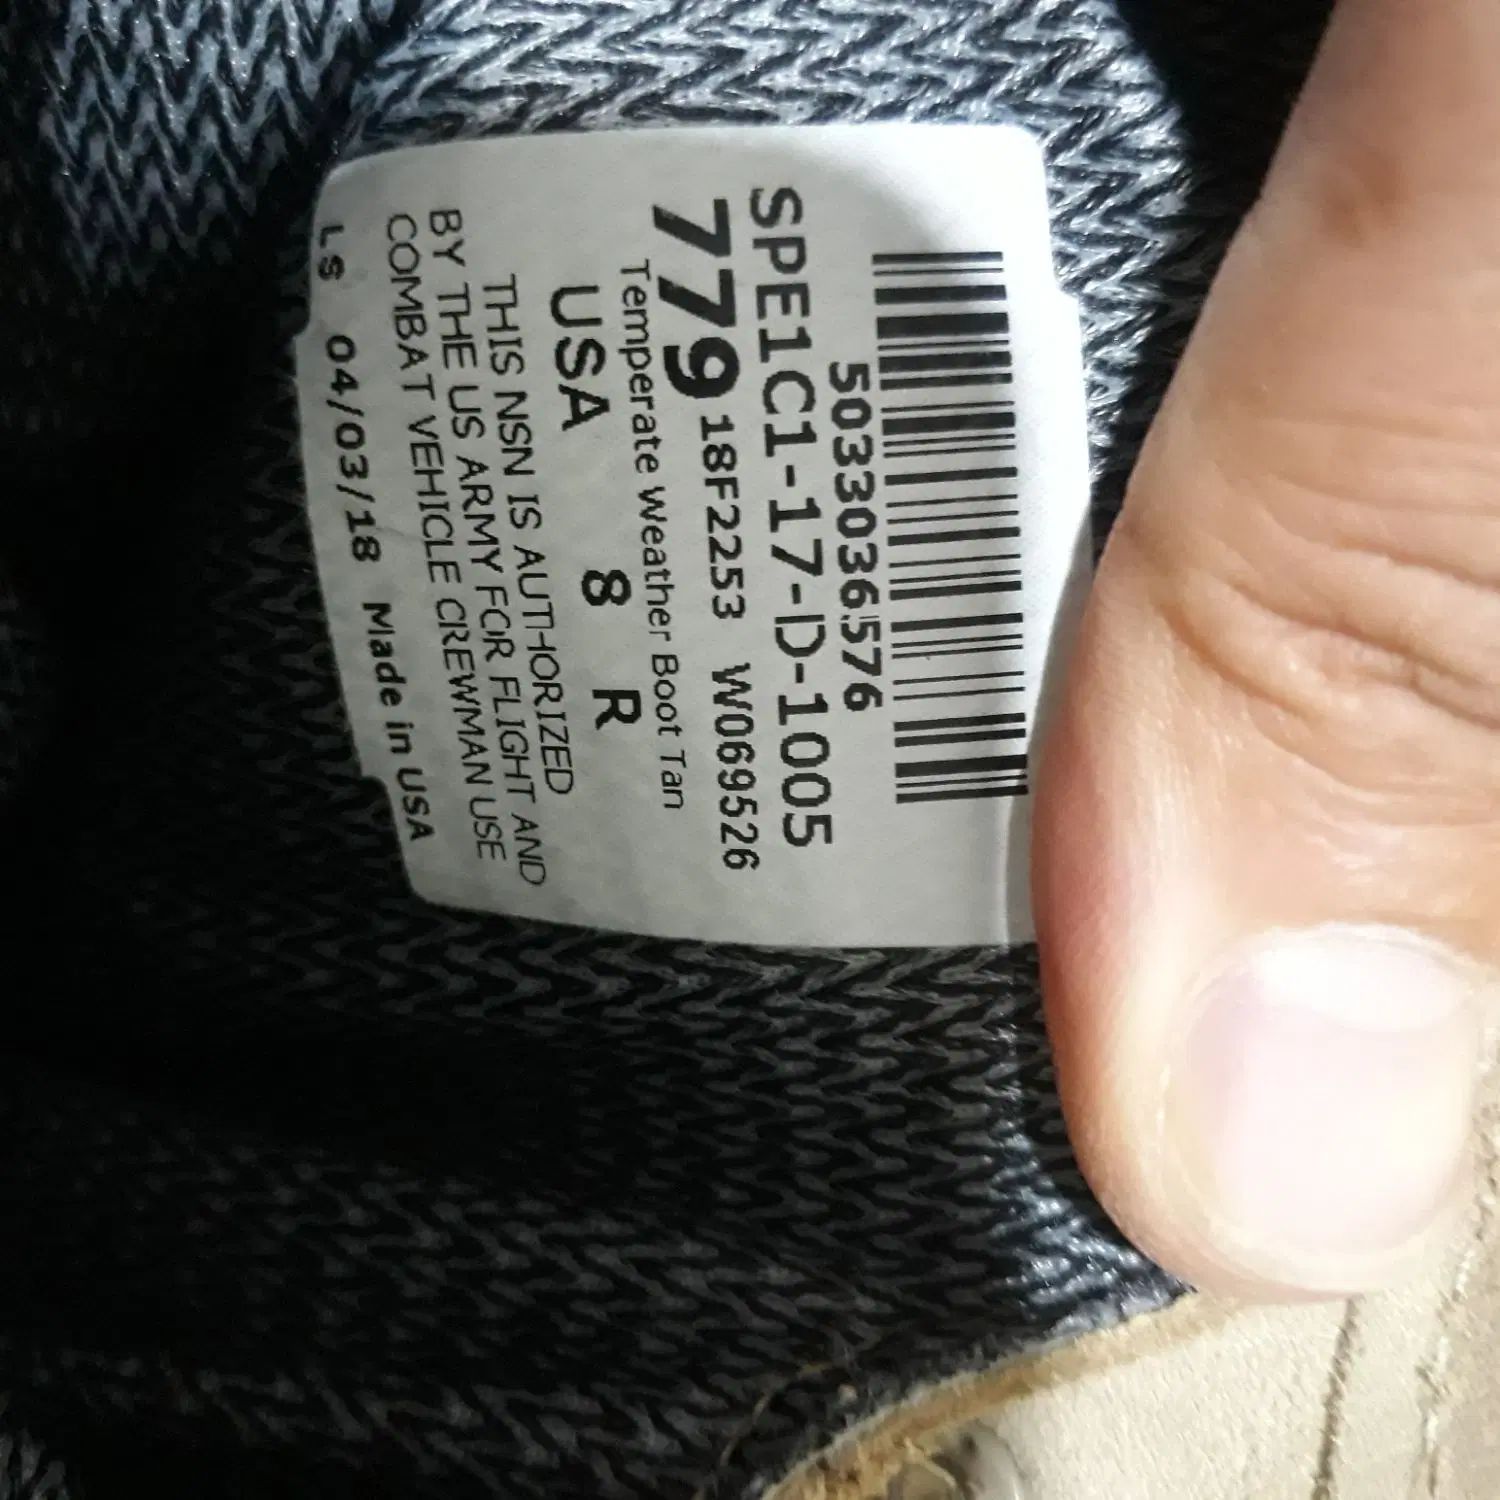 5033036576
SPE1C1-17-D-1005
779 18F2253 W069526
Temperate Weather Boot Tan
USA 8 R
THIS NSN IS AUTHORIZED
BY THE US ARMY FOR FLIGHT AND
COMBAT VEHICLE CREWMAN USE
LS 04/03/18 Made in USA